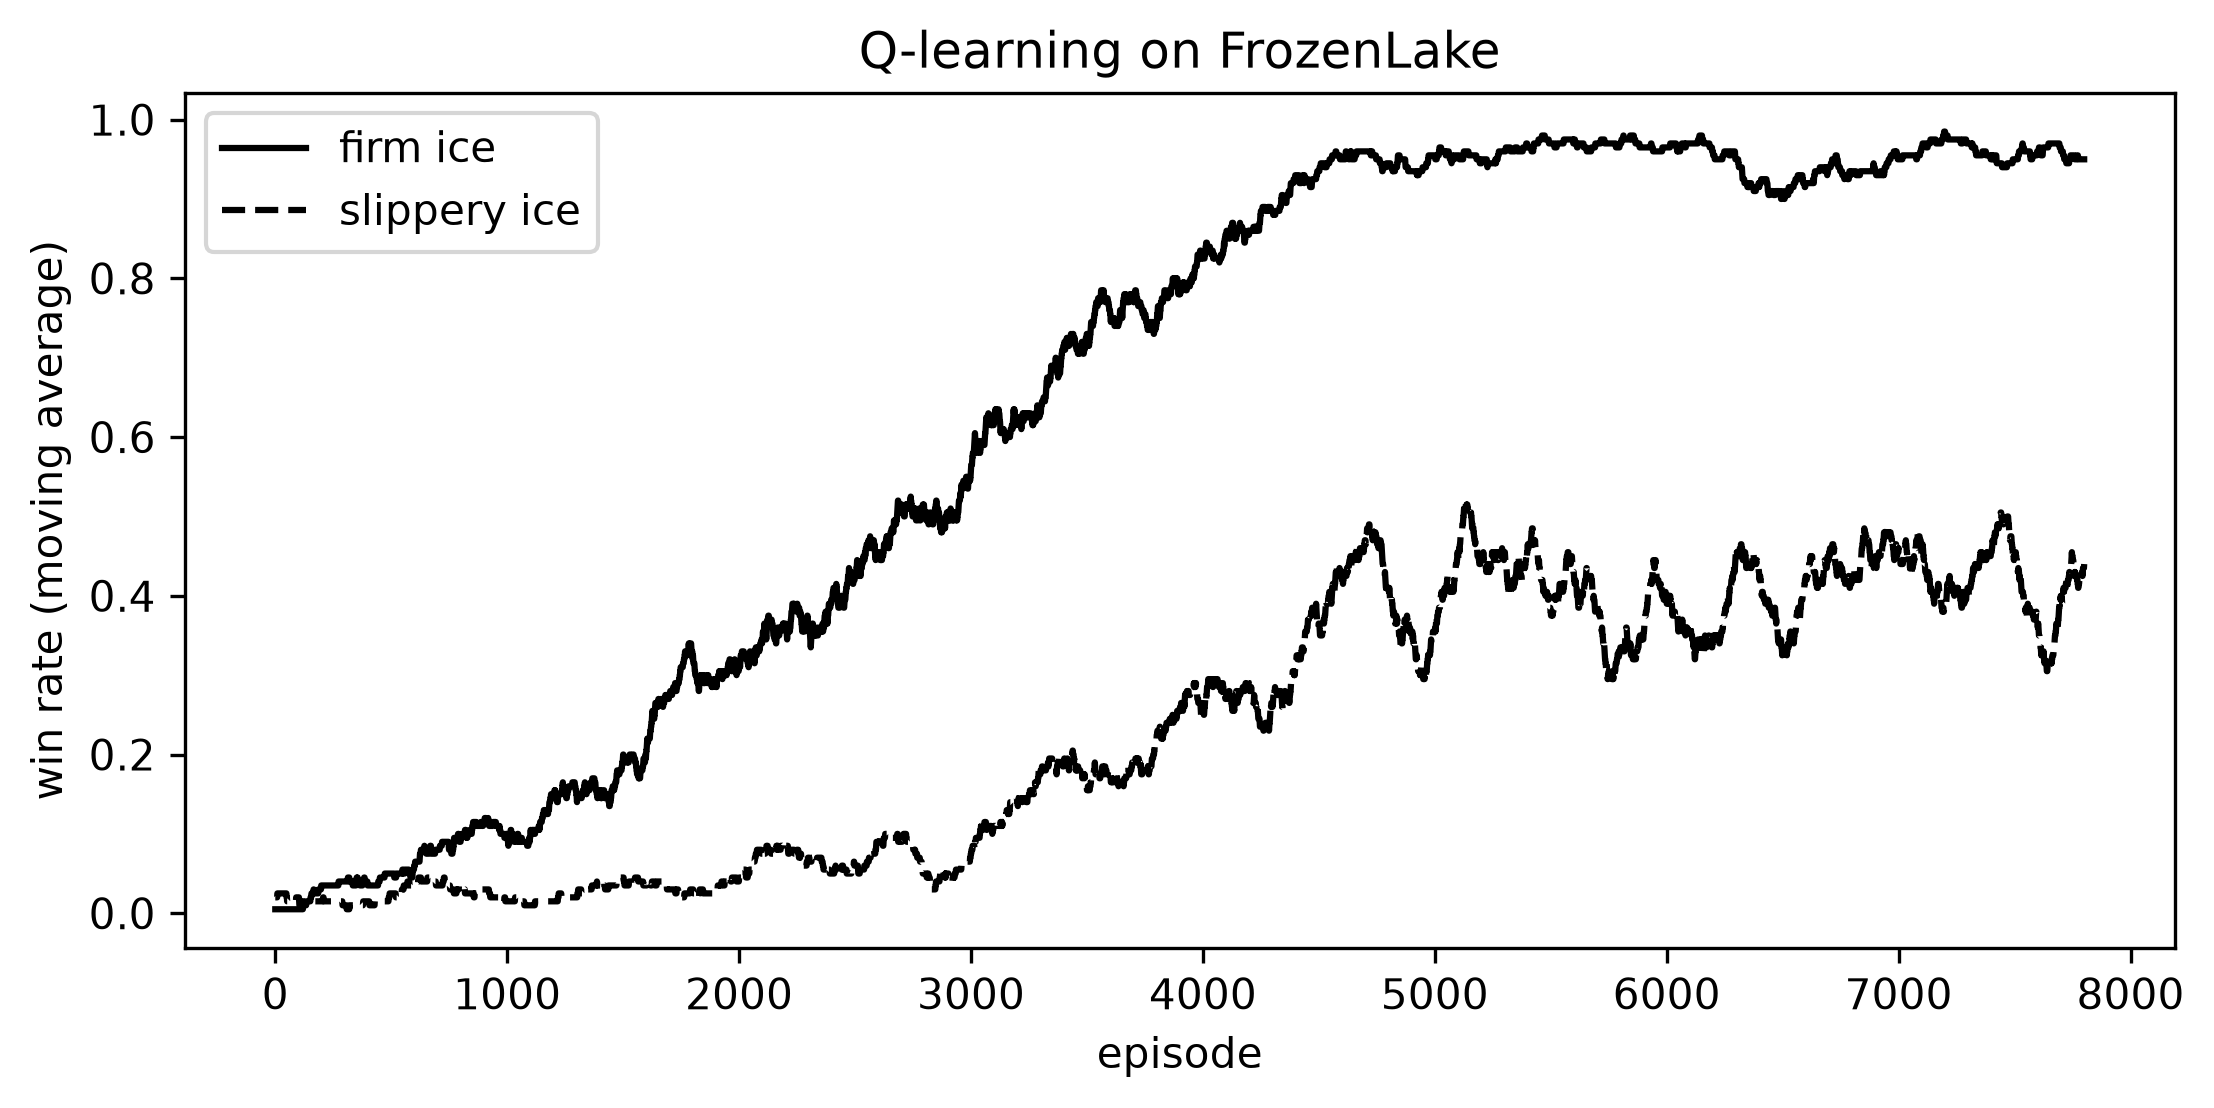 Q-learning on FrozenLake
firm ice
slippery ice
win rate (moving average)
1.0
0.8
0.6
0.4
0.2
0.0
0 1000 2000 3000 4000 5000 6000 7000 8000
episode